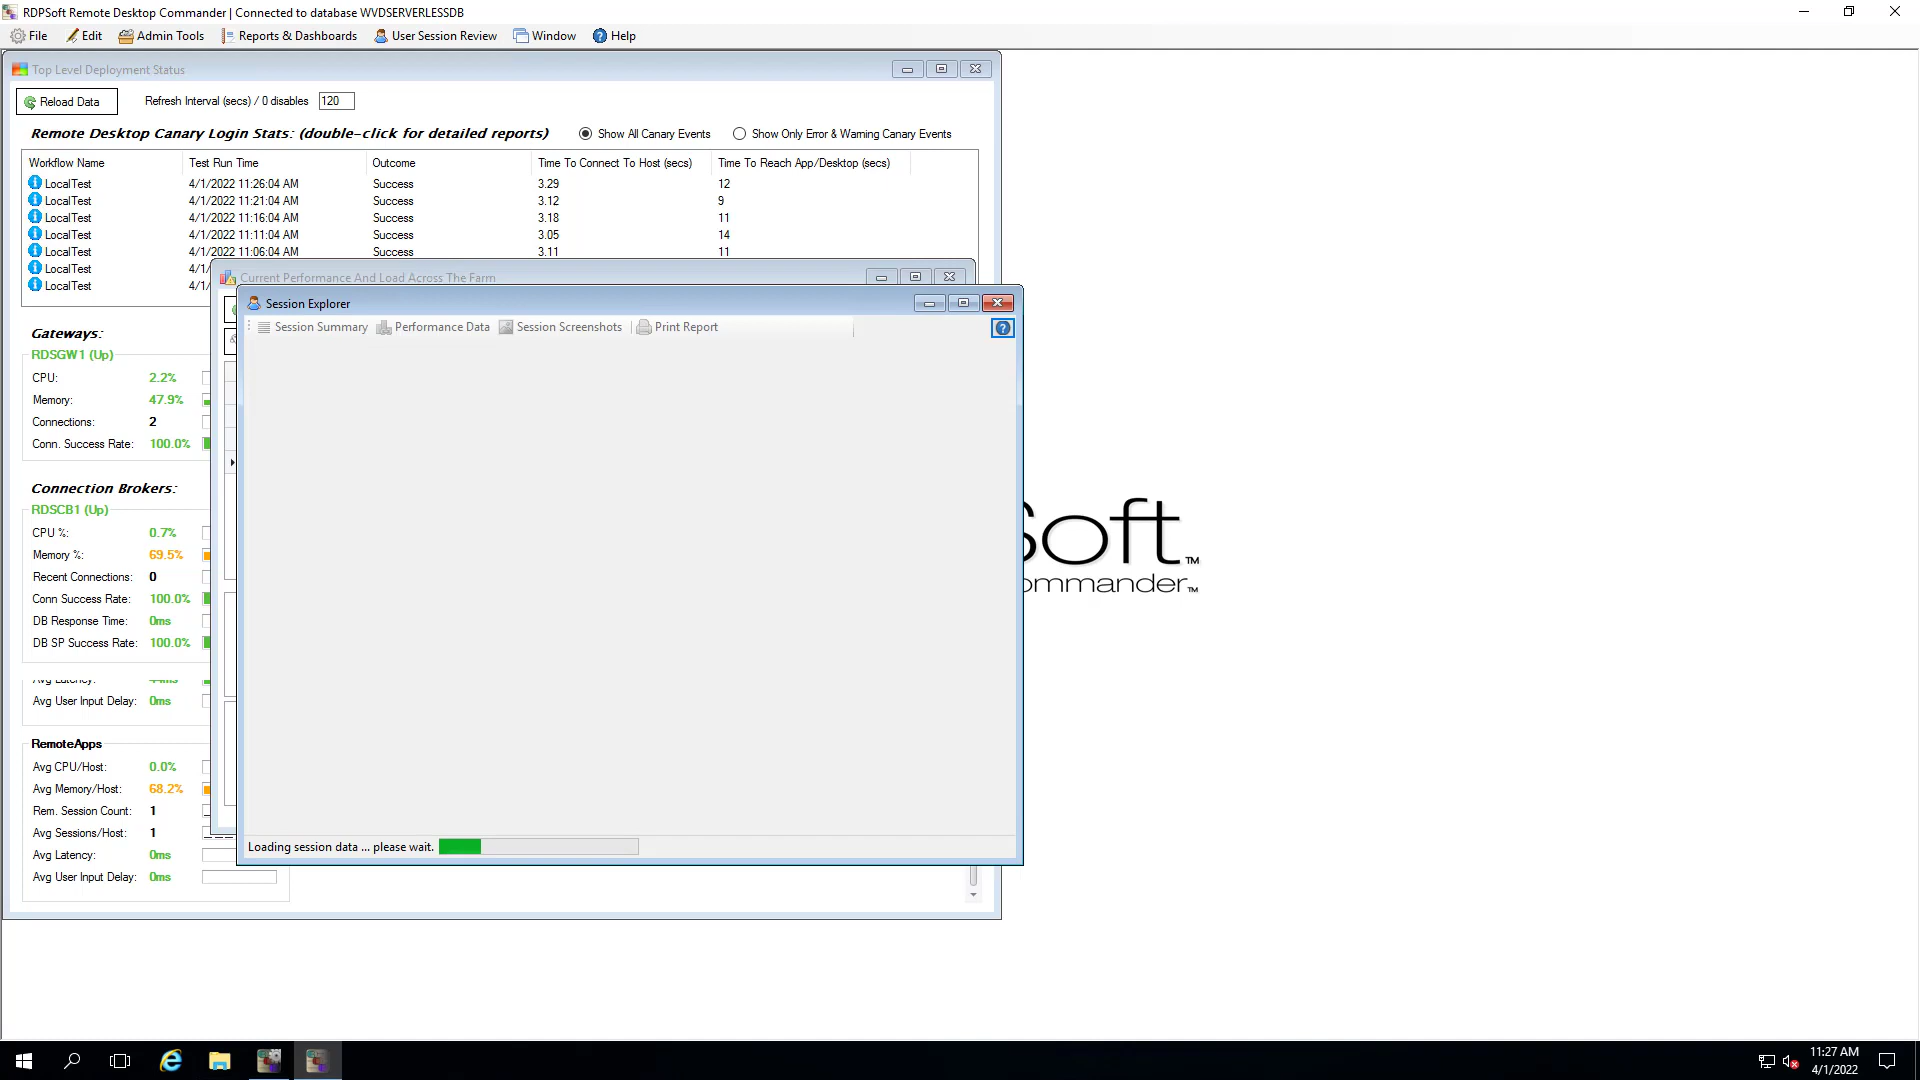 RDPSoft Remote Desktop Commander | Connected to database WVDSERVERLESSDB
File Edit Admin Tools Reports & Dashboards User Session Review Window Help
Top Level Deployment Status
Reload Data Refresh Interval (secs) / 0 disables 120
Remote Desktop Canary Login Stats: (double-click for detailed reports) Show All Canary Events Show Only Error & Warning Canary Events
Workflow Name Test Run Time Outcome Time To Connect To Host (secs) Time To Reach App/Desktop (secs)
LocalTest 4/1/2022 11:26:04 AM Success 3.29 12
LocalTest 4/1/2022 11:21:04 AM Success 3.12 9
LocalTest 4/1/2022 11:16:04 AM Success 3.18 11
LocalTest 4/1/2022 11:11:04 AM Success 3.05 14
LocalTest 4/1/2022 11:06:04 AM Success 3.11 11
LocalTest 4/1/
LocalTest 4/1/
Current Performance And Load Across The Farm
Session Explorer
Session Summary Performance Data Session Screenshots Print Report
Gateways:
RDSGW1 (Up)
CPU: 2.2%
Memory: 47.9%
Connections: 2
Conn. Success Rate: 100.0%
Connection Brokers:
RDSCB1 (Up)
CPU %: 0.7%
Memory %: 69.5%
Recent Connections: 0
Conn Success Rate: 100.0%
DB Response Time: 0ms
DB SP Success Rate: 100.0%
Avg Latency: 44ms
Avg User Input Delay: 0ms
RemoteApps
Avg CPU/Host: 0.0%
Avg Memory/Host: 68.2%
Rem. Session Count: 1
Avg Sessions/Host: 1
Avg Latency: 0ms
Avg User Input Delay: 0ms
Loading session data ... please wait.
Soft™
ommander™
11:27 AM
4/1/2022